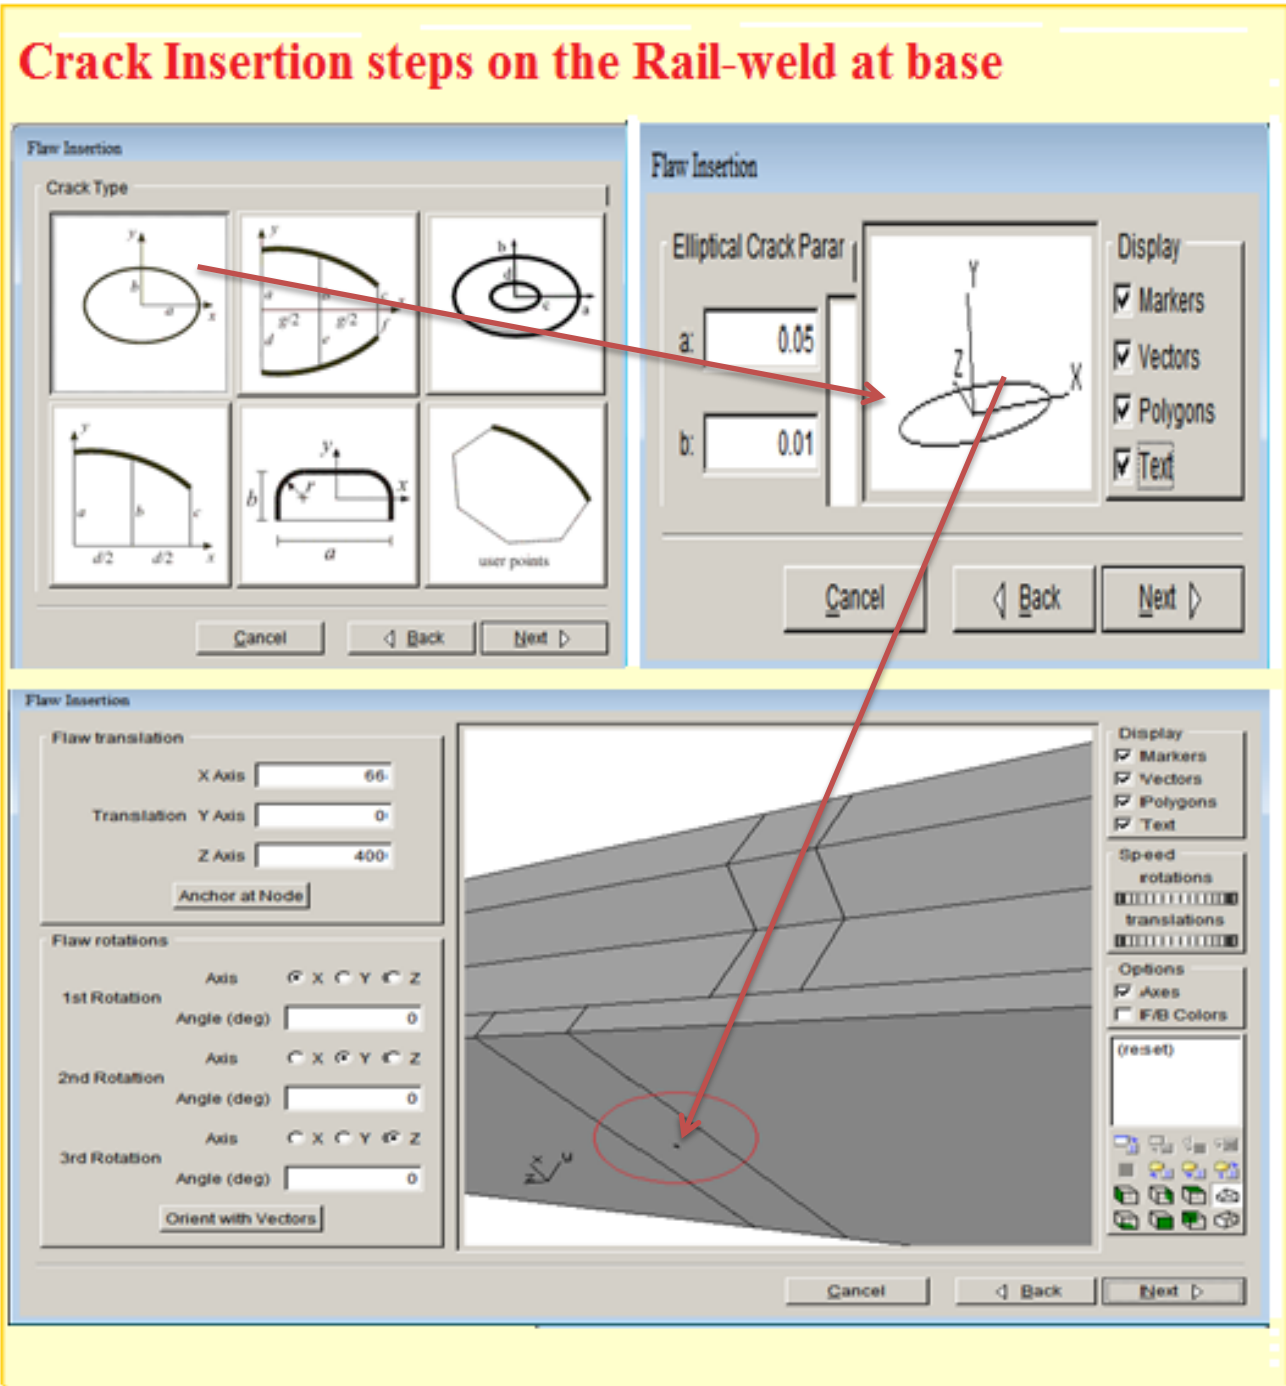 Crack Insertion steps on the Rail-weld at base
Flaw Insertion
Crack Type
y
b
a
x
y
a
b
c
x
g/2
g/2
f
d
e
b
d
c
a
y
a
b
c
d/2
d/2
x
y
x
b
r
a
user points
Cancel
Back
Next
Flaw Insertion
Elliptical Crack Parar
a:
0.05
b:
0.01
Y
Z
X
Display
Markers
Vectors
Polygons
Text
Cancel
Back
Next
Flaw Insertion
Flaw translation
X Axis 66
Translation Y Axis 0
Z Axis 400
Anchor at Node
Flaw rotations
Axis X Y Z
1st Rotation
Angle (deg) 0
Axis X Y Z
2nd Rotation
Angle (deg) 0
Axis X Y Z
3rd Rotation
Angle (deg) 0
Orient with Vectors
Display
Markers
Vectors
Polygons
Text
Speed
rotations
translations
Options
Axes
F/B Colors
(reset)
Cancel
Back
Next